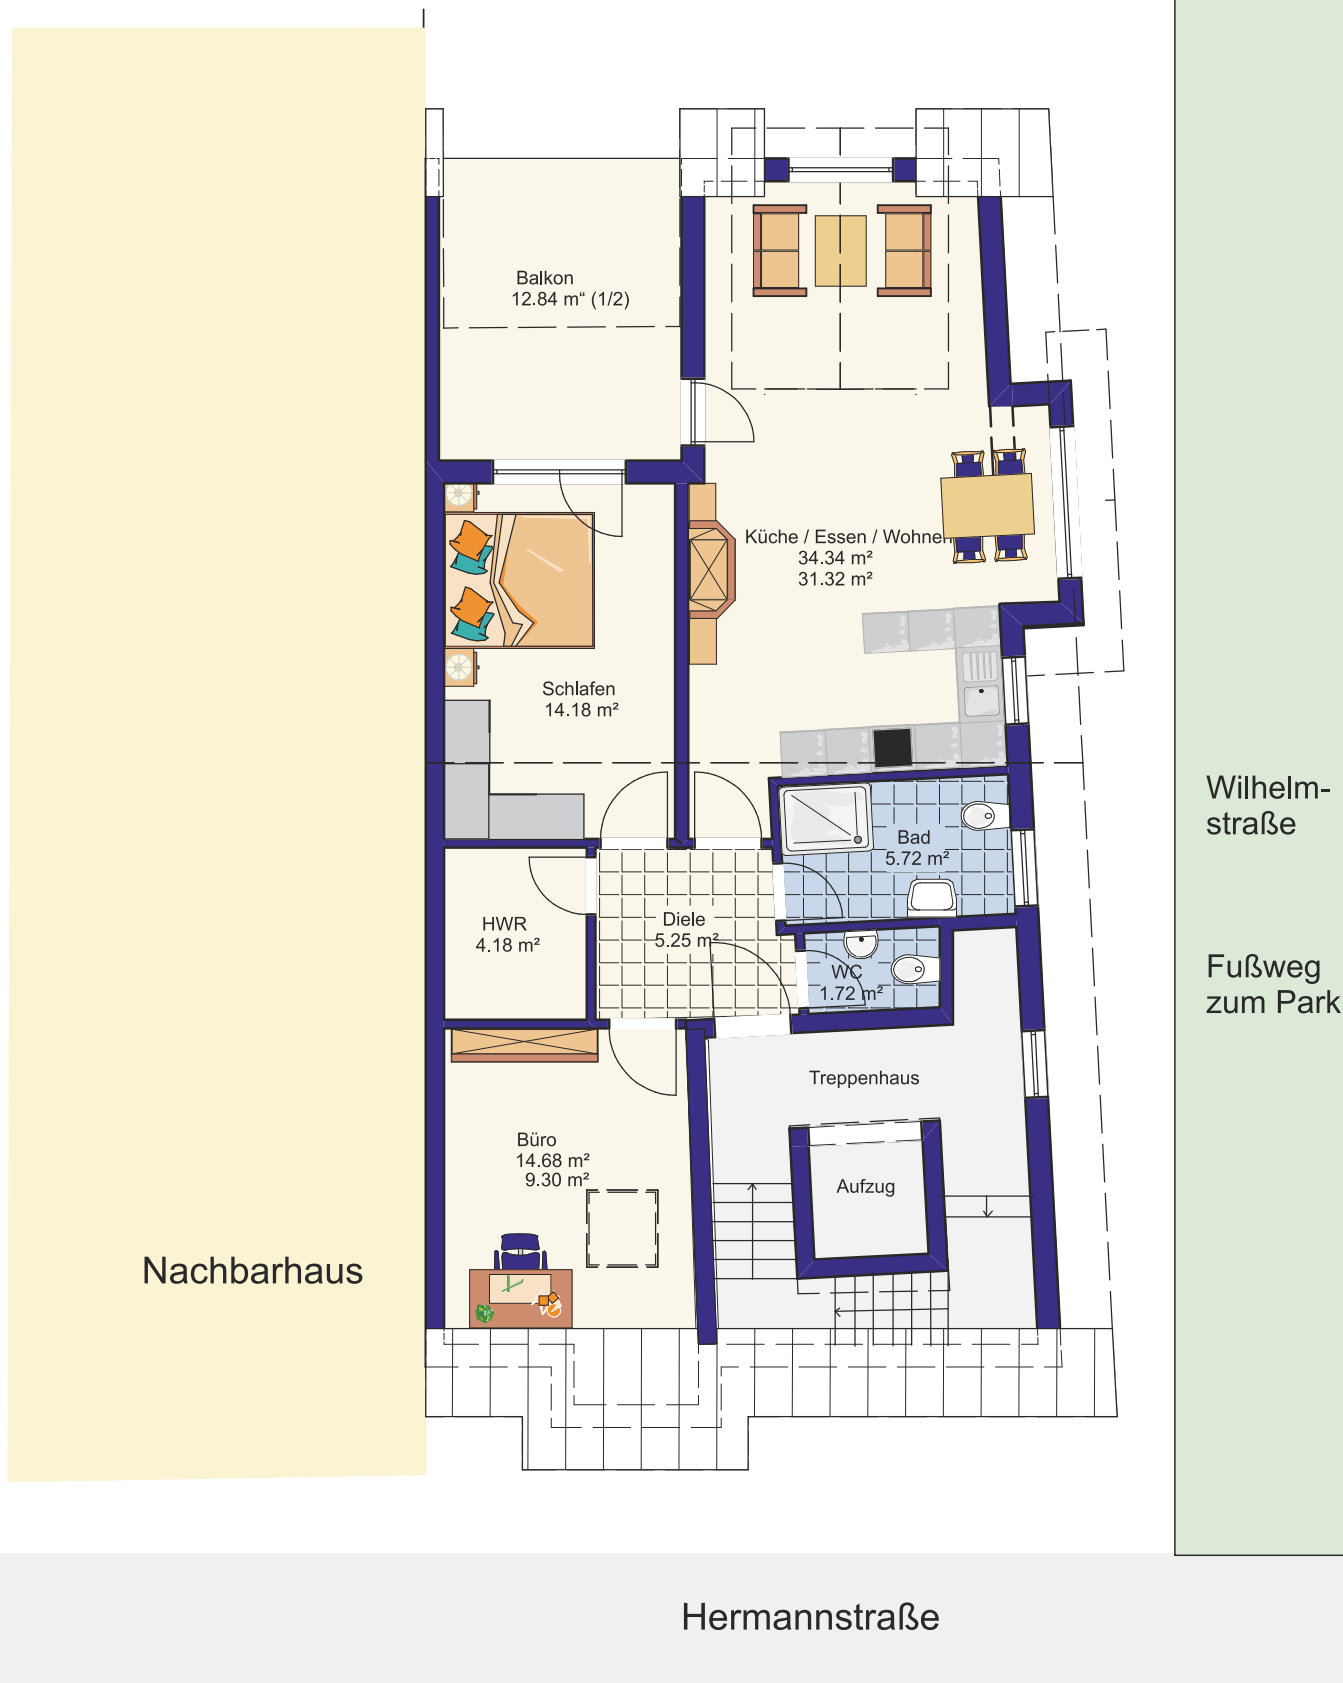 Balkon
12.84 m“ (1/2)
Küche / Essen / Wohnen
34.34 m²
31.32 m²
Schlafen
14.18 m²
Wilhelm-
straße
Bad
5.72 m²
HWR
4.18 m²
Diele
5.25 m²
WC
1.72 m²
Fußweg
zum Park
Treppenhaus
Büro
14.68 m²
9.30 m²
Aufzug
Nachbarhaus
Hermannstraße